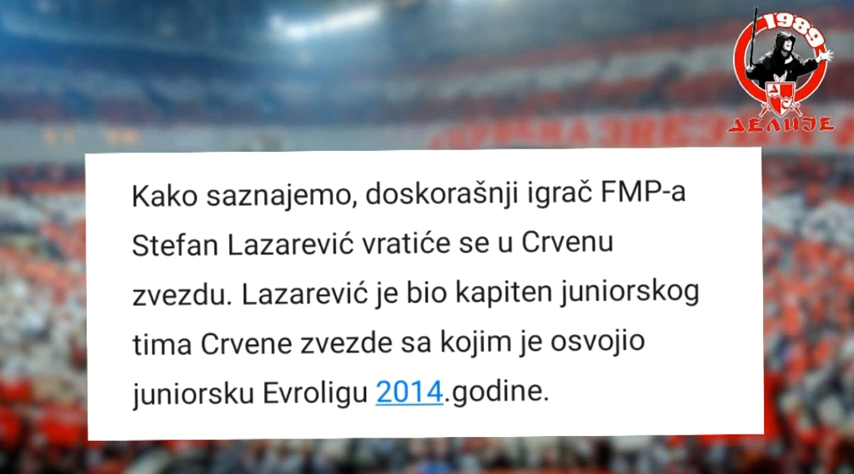 1989
ДЕЛИЈЕ
Kako saznajemo, doskorašnji igrač FMP-a
Stefan Lazarević vratiće se u Crvenu
zvezdu. Lazarević je bio kapiten juniorskog
tima Crvene zvezde sa kojim je osvojio
juniorsku Evroligu 2014.godine.